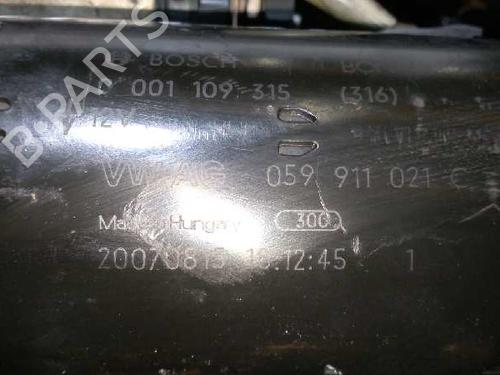 BOSCH
001 109 315 (316)
12V
VW AG 059 911 021 C
Made in Hungary 300
20070815 :12:45 1
B-PARTS